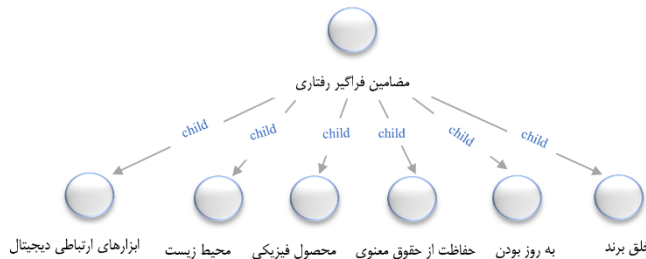 مضامین فراگیر رفتاری
child
child
child
child
child
child
ابزارهای ارتباطی دیجیتال
محیط زیست
محصول فیزیکی
حفاظت از حقوق معنوی
به روز بودن
برند